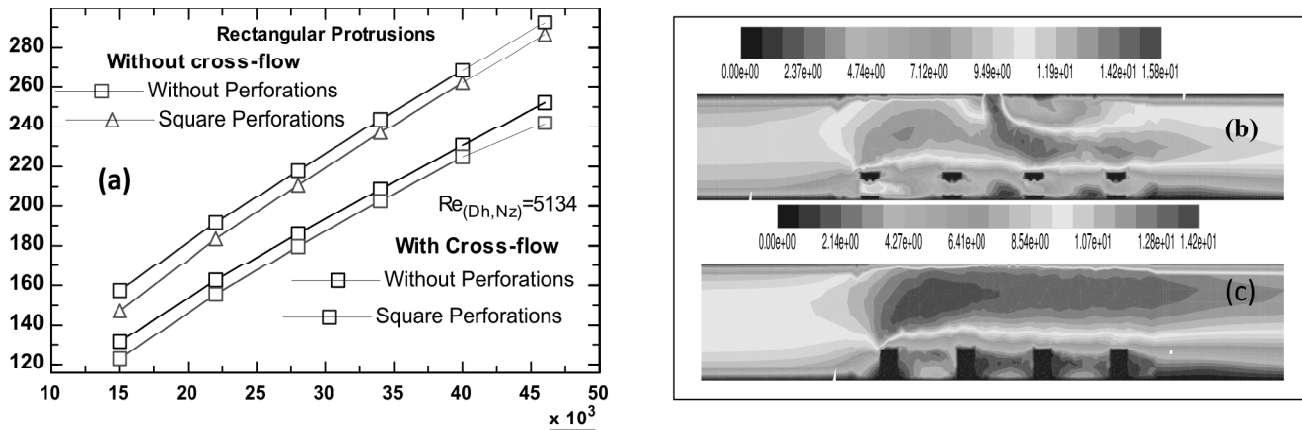 Rectangular Protrusions
Without cross-flow
Without Perforations
Square Perforations
(a)
Re(Dh,Nz)=5134
With Cross-flow
Without Perforations
Square Perforations
280
260
240
220
200
180
160
140
120
10 15 20 25 30 35 40 45 50
x 10³
0.00e+00 2.37e+00 4.74e+00 7.12e+00 9.49e+00 1.19e+01 1.42e+01 1.58e+01
(b)
0.00e+00 2.14e+00 4.27e+00 6.41e+00 8.54e+00 1.07e+01 1.28e+01 1.42e+01
(c)